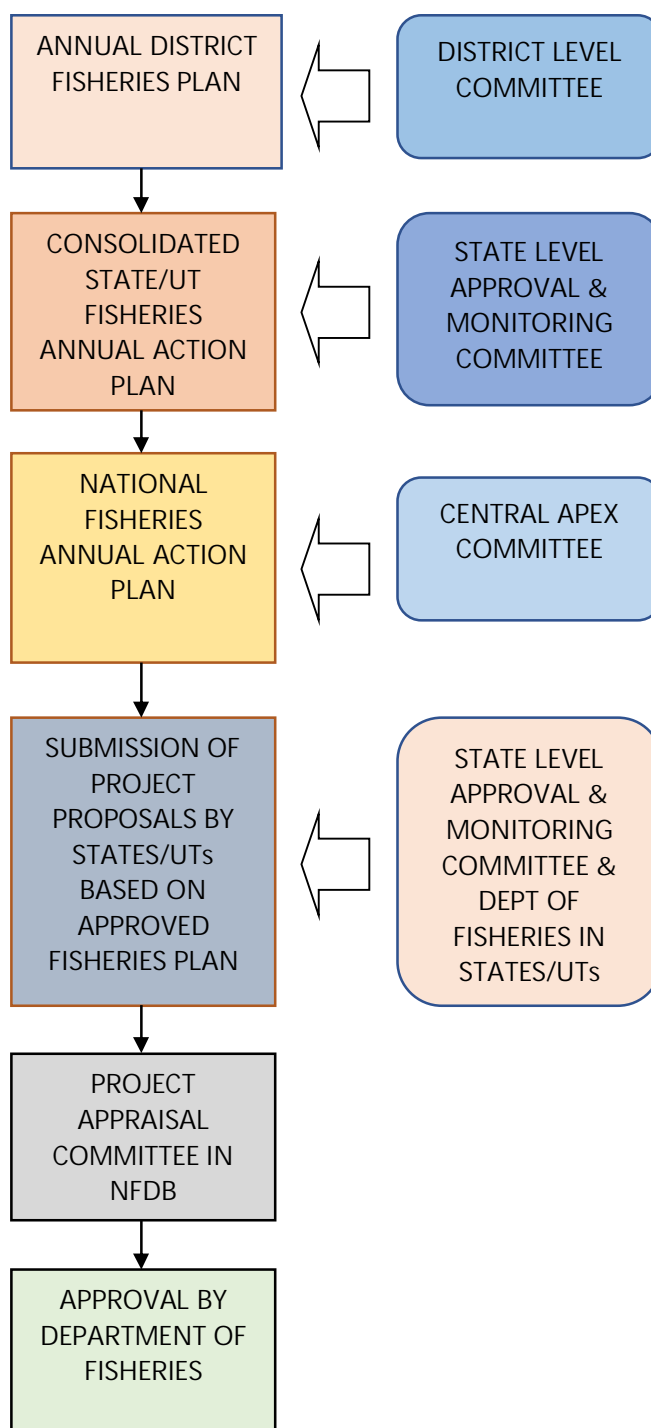 ANNUAL DISTRICT
FISHERIES PLAN
DISTRICT LEVEL
COMMITTEE
CONSOLIDATED
STATE/UT
FISHERIES
ANNUAL ACTION
PLAN
STATE LEVEL
APPROVAL &
MONITORING
COMMITTEE
NATIONAL
FISHERIES
ANNUAL ACTION
PLAN
CENTRAL APEX
COMMITTEE
SUBMISSION OF
PROJECT
PROPOSALS BY
STATES/UTs
BASED ON
APPROVED
FISHERIES PLAN
STATE LEVEL
APPROVAL &
MONITORING
COMMITTEE &
DEPT OF
FISHERIES IN
STATES/UTs
PROJECT
APPRAISAL
COMMITTEE IN
NFDB
APPROVAL BY
DEPARTMENT OF
FISHERIES